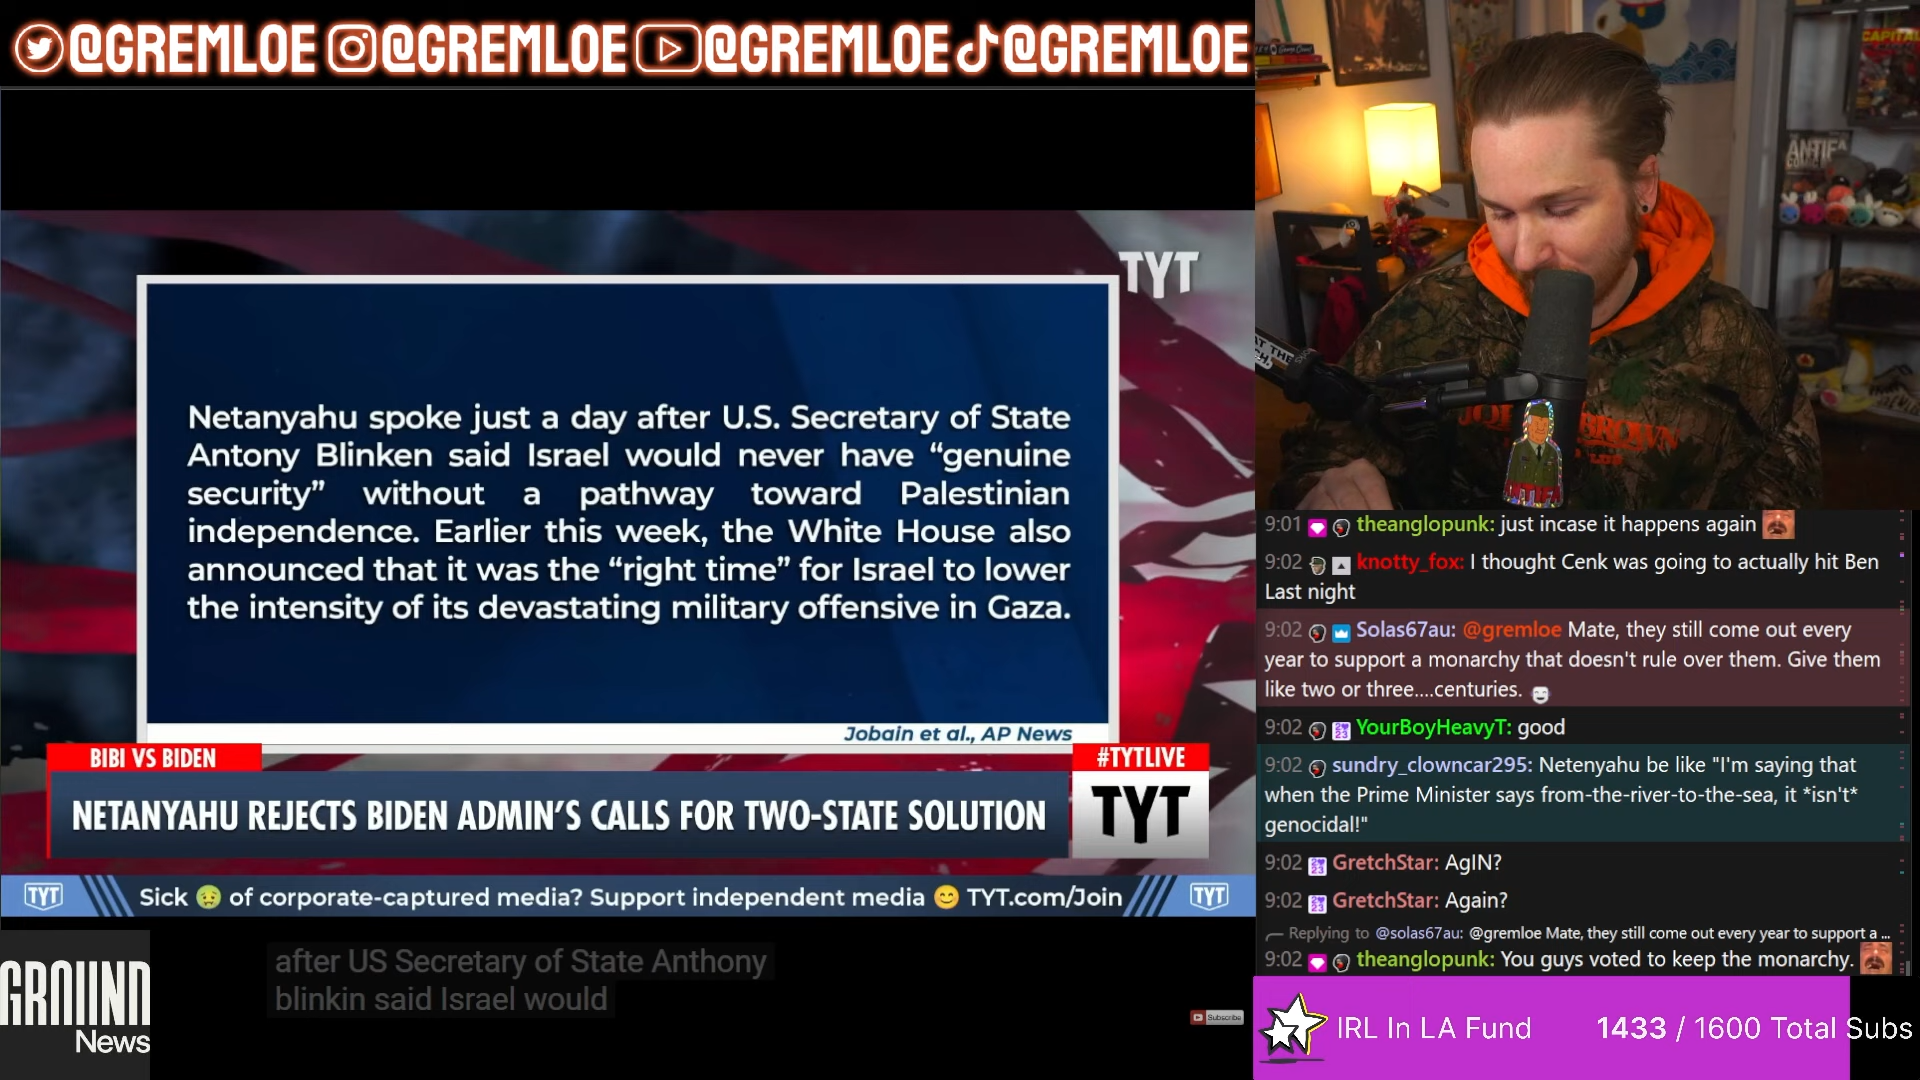 @GREMLOE @GREMLOE @GREMLOE @GREMLOE
TYT
Netanyahu spoke just a day after U.S. Secretary of State
Antony Blinken said Israel would never have “genuine
security” without a pathway toward Palestinian
independence. Earlier this week, the White House also
announced that it was the “right time” for Israel to lower
the intensity of its devastating military offensive in Gaza.
Jobain et al., AP News
BIBI VS BIDEN
#TYTLIVE
NETANYAHU REJECTS BIDEN ADMIN’S CALLS FOR TWO-STATE SOLUTION
TYT
TYT
Sick 🤢 of corporate-captured media? Support independent media 😊 TYT.com/Join
TYT
GROUND
News
after US Secretary of State Anthony
blinkin said Israel would
Subscribe
CAPITAL
ANTIFA
BROWN
ANTIFA
9:01 theanglopunk: just incase it happens again
9:02 knotty_fox: I thought Cenk was going to actually hit Ben
Last night
9:02 Solas67au: @gremloe Mate, they still come out every
year to support a monarchy that doesn't rule over them. Give them
like two or three....centuries.
9:02 YourBoyHeavyT: good
9:02 sundry_clowncar295: Netenyahu be like "I'm saying that
when the Prime Minister says from-the-river-to-the-sea, it *isn't*
genocidal!"
9:02 GretchStar: AgIN?
9:02 GretchStar: Again?
Replying to @solas67au: @gremloe Mate, they still come out every year to support a ...
9:02 theanglopunk: You guys voted to keep the monarchy.
IRL In LA Fund 1433 / 1600 Total Subs